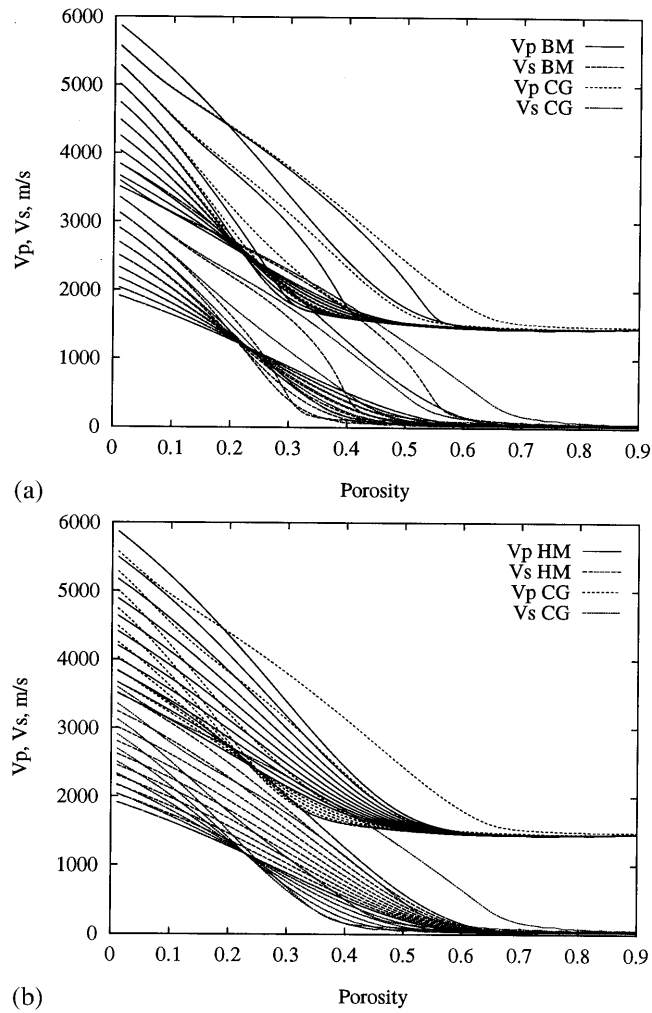 6000
5000
4000
3000
2000
1000
0
Vp, Vs, m/s
Vp BM
Vs BM
Vp CG
Vs CG
0 0.1 0.2 0.3 0.4 0.5 0.6 0.7 0.8 0.9
(a)
Porosity
6000
5000
4000
3000
2000
1000
0
Vp, Vs, m/s
Vp HM
Vs HM
Vp CG
Vs CG
0 0.1 0.2 0.3 0.4 0.5 0.6 0.7 0.8 0.9
(b)
Porosity